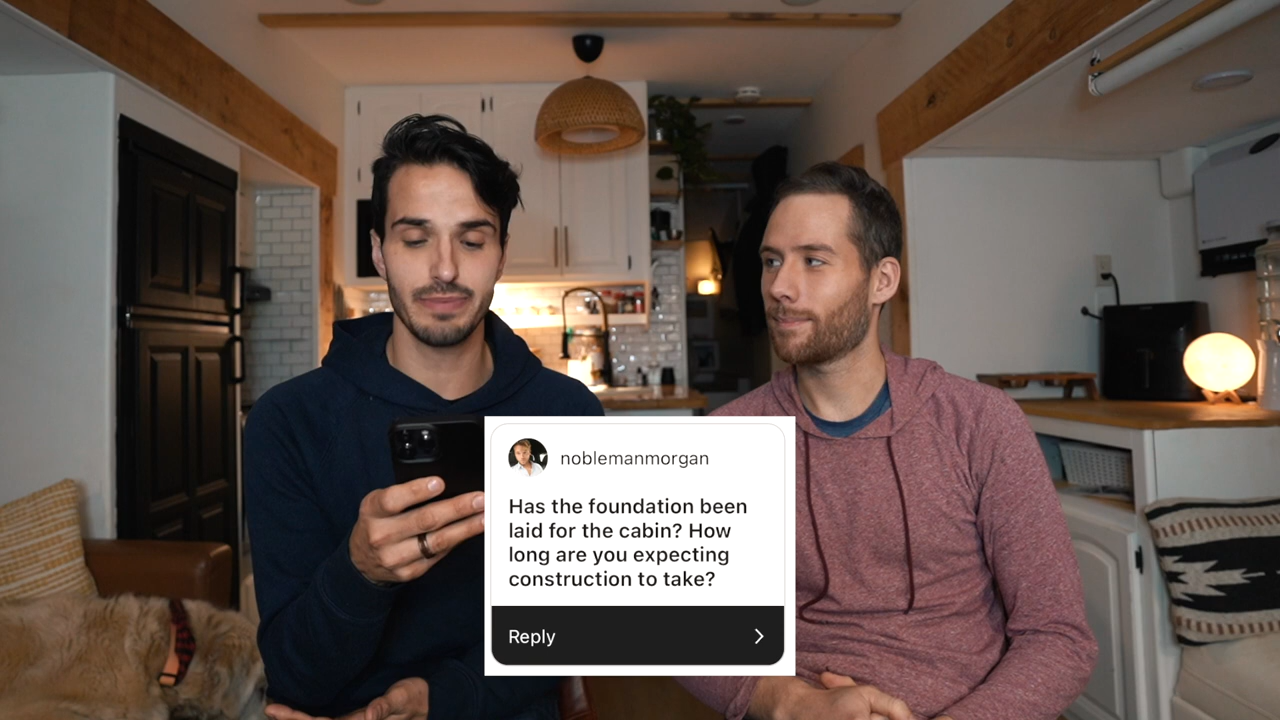 noblemanmorgan
Has the foundation been
laid for the cabin? How
long are you expecting
construction to take?
Reply